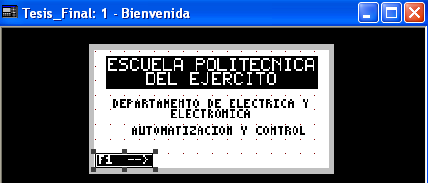 Tesis_Final: 1 - Bienvenida
ESCUELA POLITECNICA
DEL EJERCITO
DEPARTAMENTO DE ELECTRICA Y
ELECTRONICA
AUTOMATIZACION Y CONTROL
F1 -->